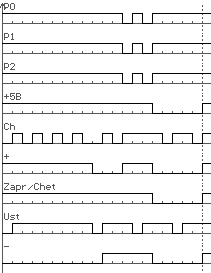 P0
P1
P2
+5B
Ch
+
Zapr/Chet
Ust
-